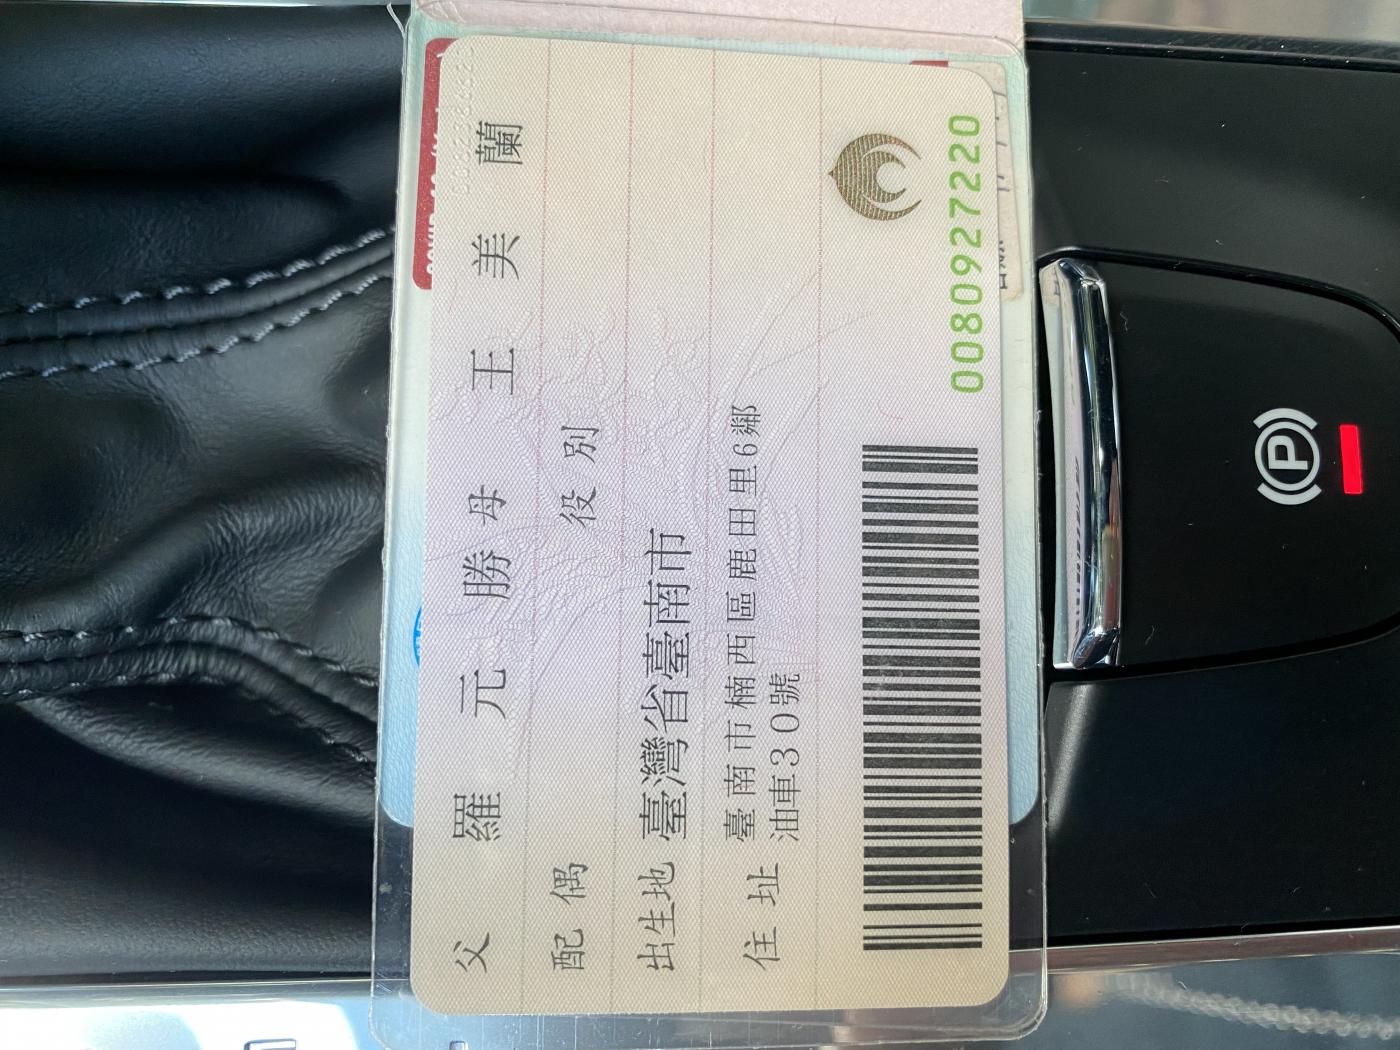 父 羅元勝 母 王美蘭
配偶 役別
出生地 臺灣省臺南市
住址 臺南市楠西區鹿田里6鄰
油車30號
0080927220
P